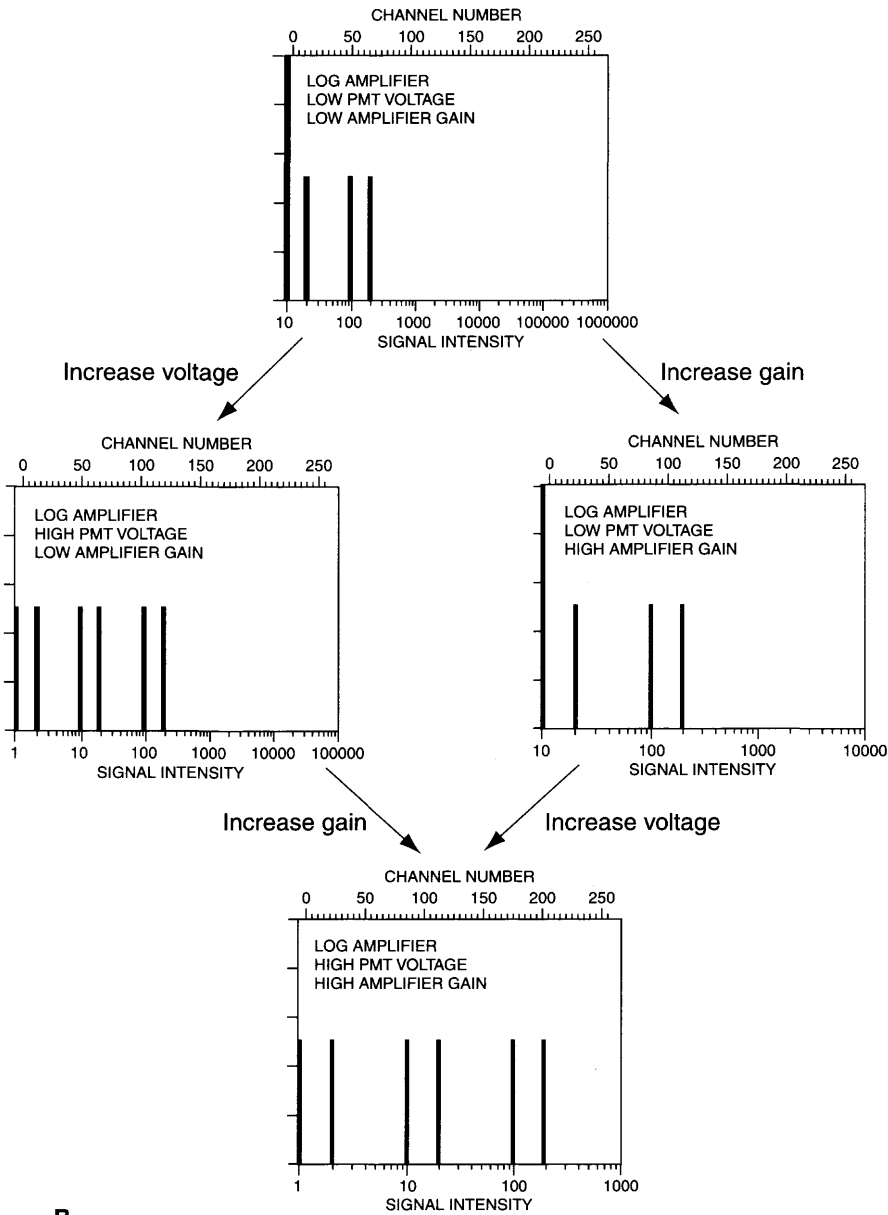 CHANNEL NUMBER
0 50 100 150 200 250
LOG AMPLIFIER
LOW PMT VOLTAGE
LOW AMPLIFIER GAIN
10 100 1000 10000 100000 1000000
SIGNAL INTENSITY
Increase voltage
Increase gain
CHANNEL NUMBER
0 50 100 150 200 250
LOG AMPLIFIER
HIGH PMT VOLTAGE
LOW AMPLIFIER GAIN
1 10 100 1000 10000 100000
SIGNAL INTENSITY
CHANNEL NUMBER
0 50 100 150 200 250
LOG AMPLIFIER
LOW PMT VOLTAGE
HIGH AMPLIFIER GAIN
10 100 1000 10000
SIGNAL INTENSITY
Increase gain
Increase voltage
CHANNEL NUMBER
0 50 100 150 200 250
LOG AMPLIFIER
HIGH PMT VOLTAGE
HIGH AMPLIFIER GAIN
1 10 100 1000
SIGNAL INTENSITY